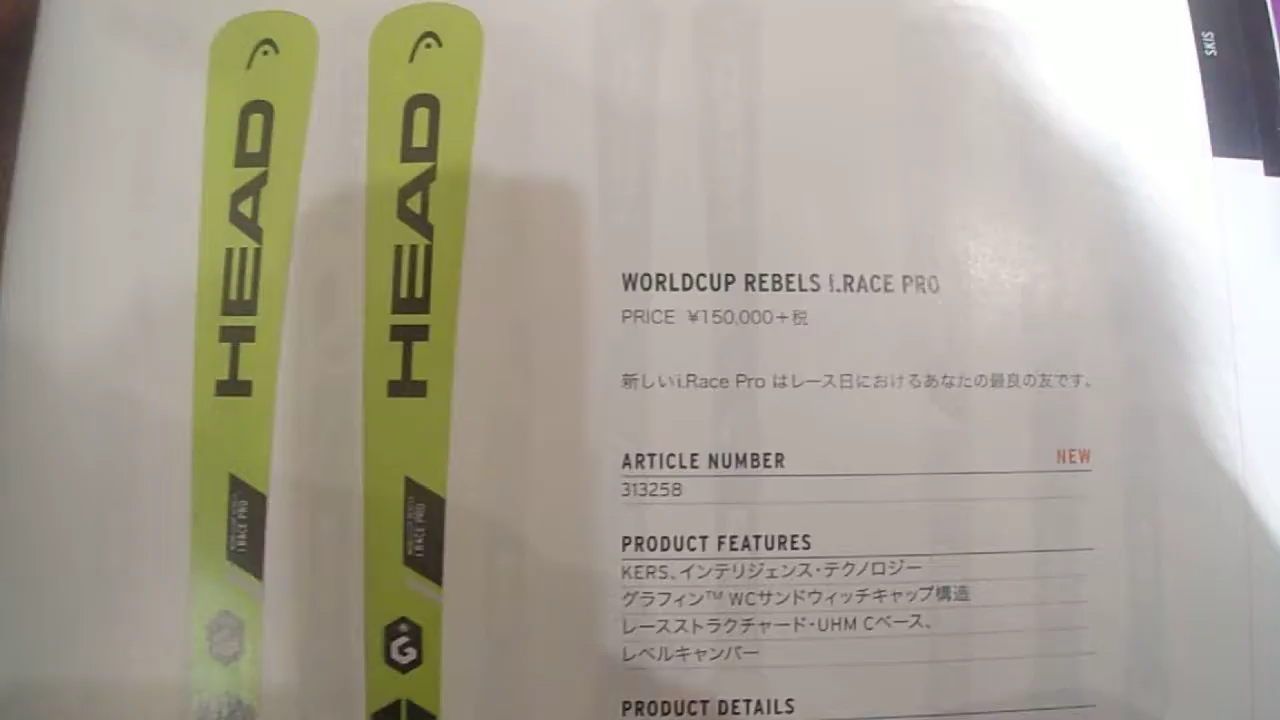 SKIS
HEAD
HEAD
WORLDCUP REBELS I.RACE PRO
PRICE ¥150,000+税
新しいi.Race Pro はレース日におけるあなたの最良の友です。
ARTICLE NUMBER
NEW
313258
PRODUCT FEATURES
KERS、インテリジェンス・テクノロジー
グラフィン™ WCサンドウィッチキャップ構造
レースストラクチャード・UHM Cベース、
レベルキャンバー
PRODUCT DETAILS
I.RACE PRO
I.RACE PRO
G